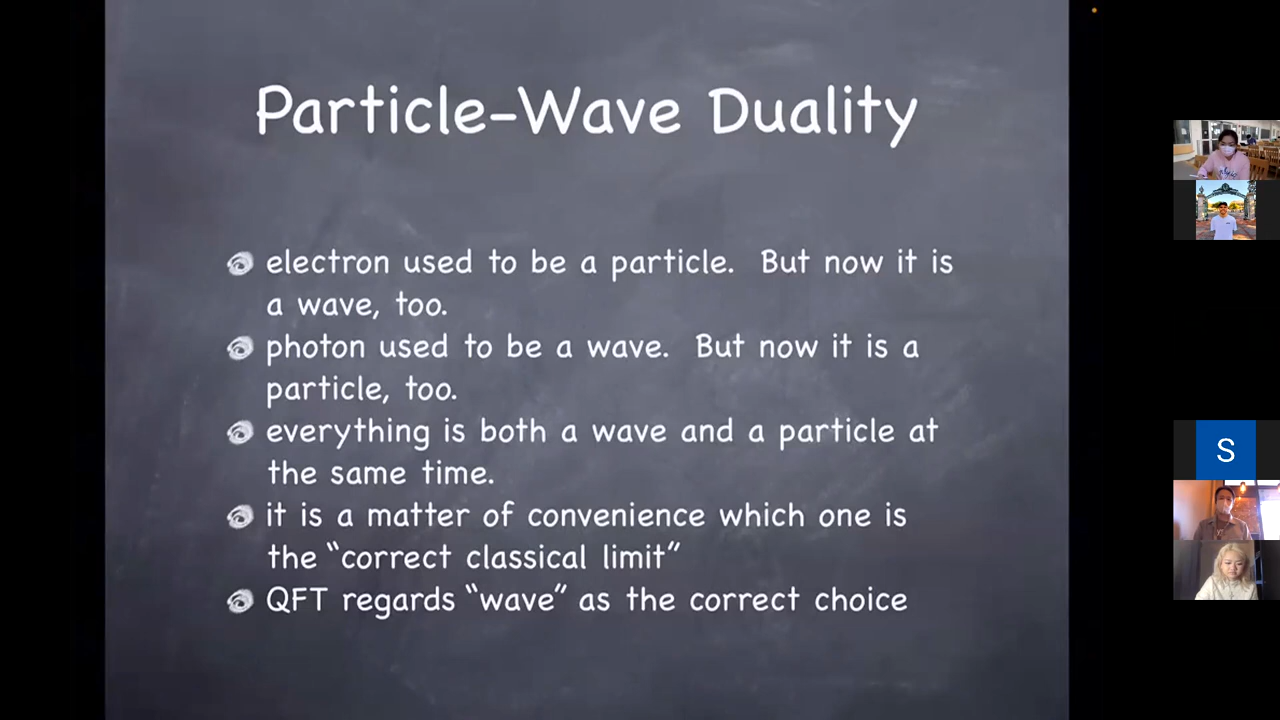 Particle-Wave Duality
electron used to be a particle. But now it is
a wave, too.
photon used to be a wave. But now it is a
particle, too.
everything is both a wave and a particle at
the same time.
it is a matter of convenience which one is
the “correct classical limit”
QFT regards “wave” as the correct choice
S